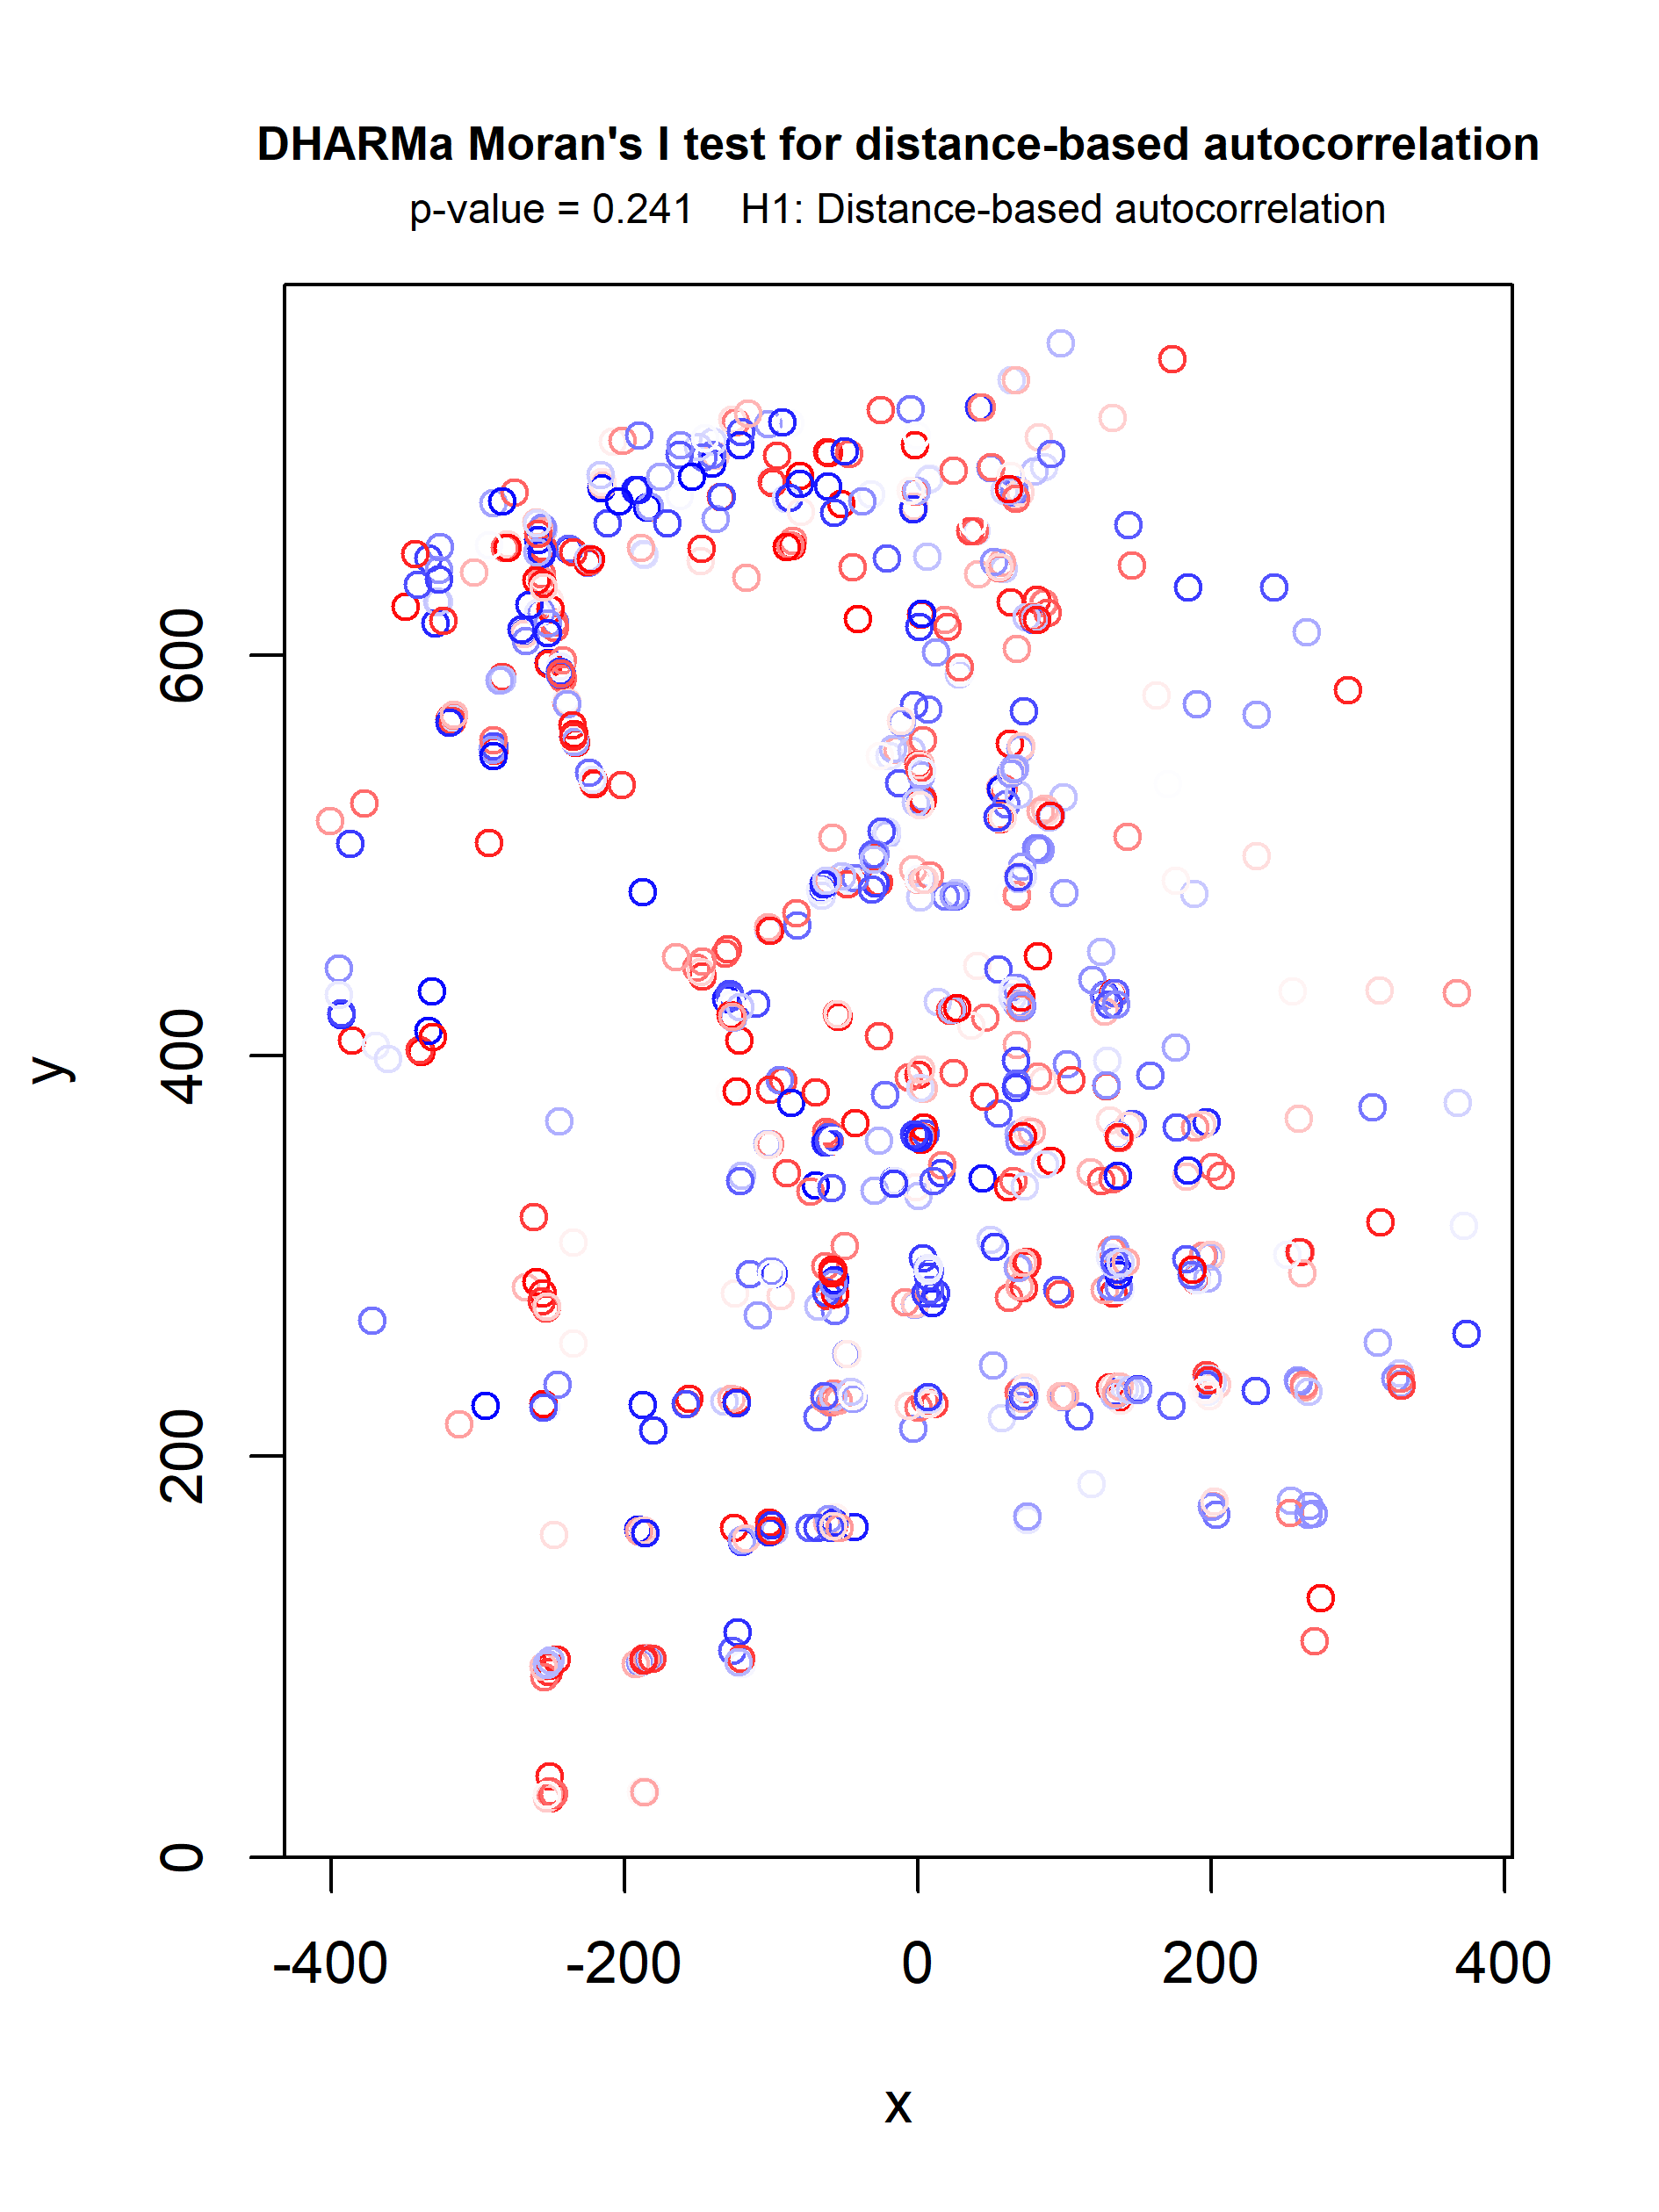 DHARMa Moran's I test for distance-based autocorrelation
p-value = 0.241 H1: Distance-based autocorrelation
y
600
400
200
0
-400 -200 0 200 400
x